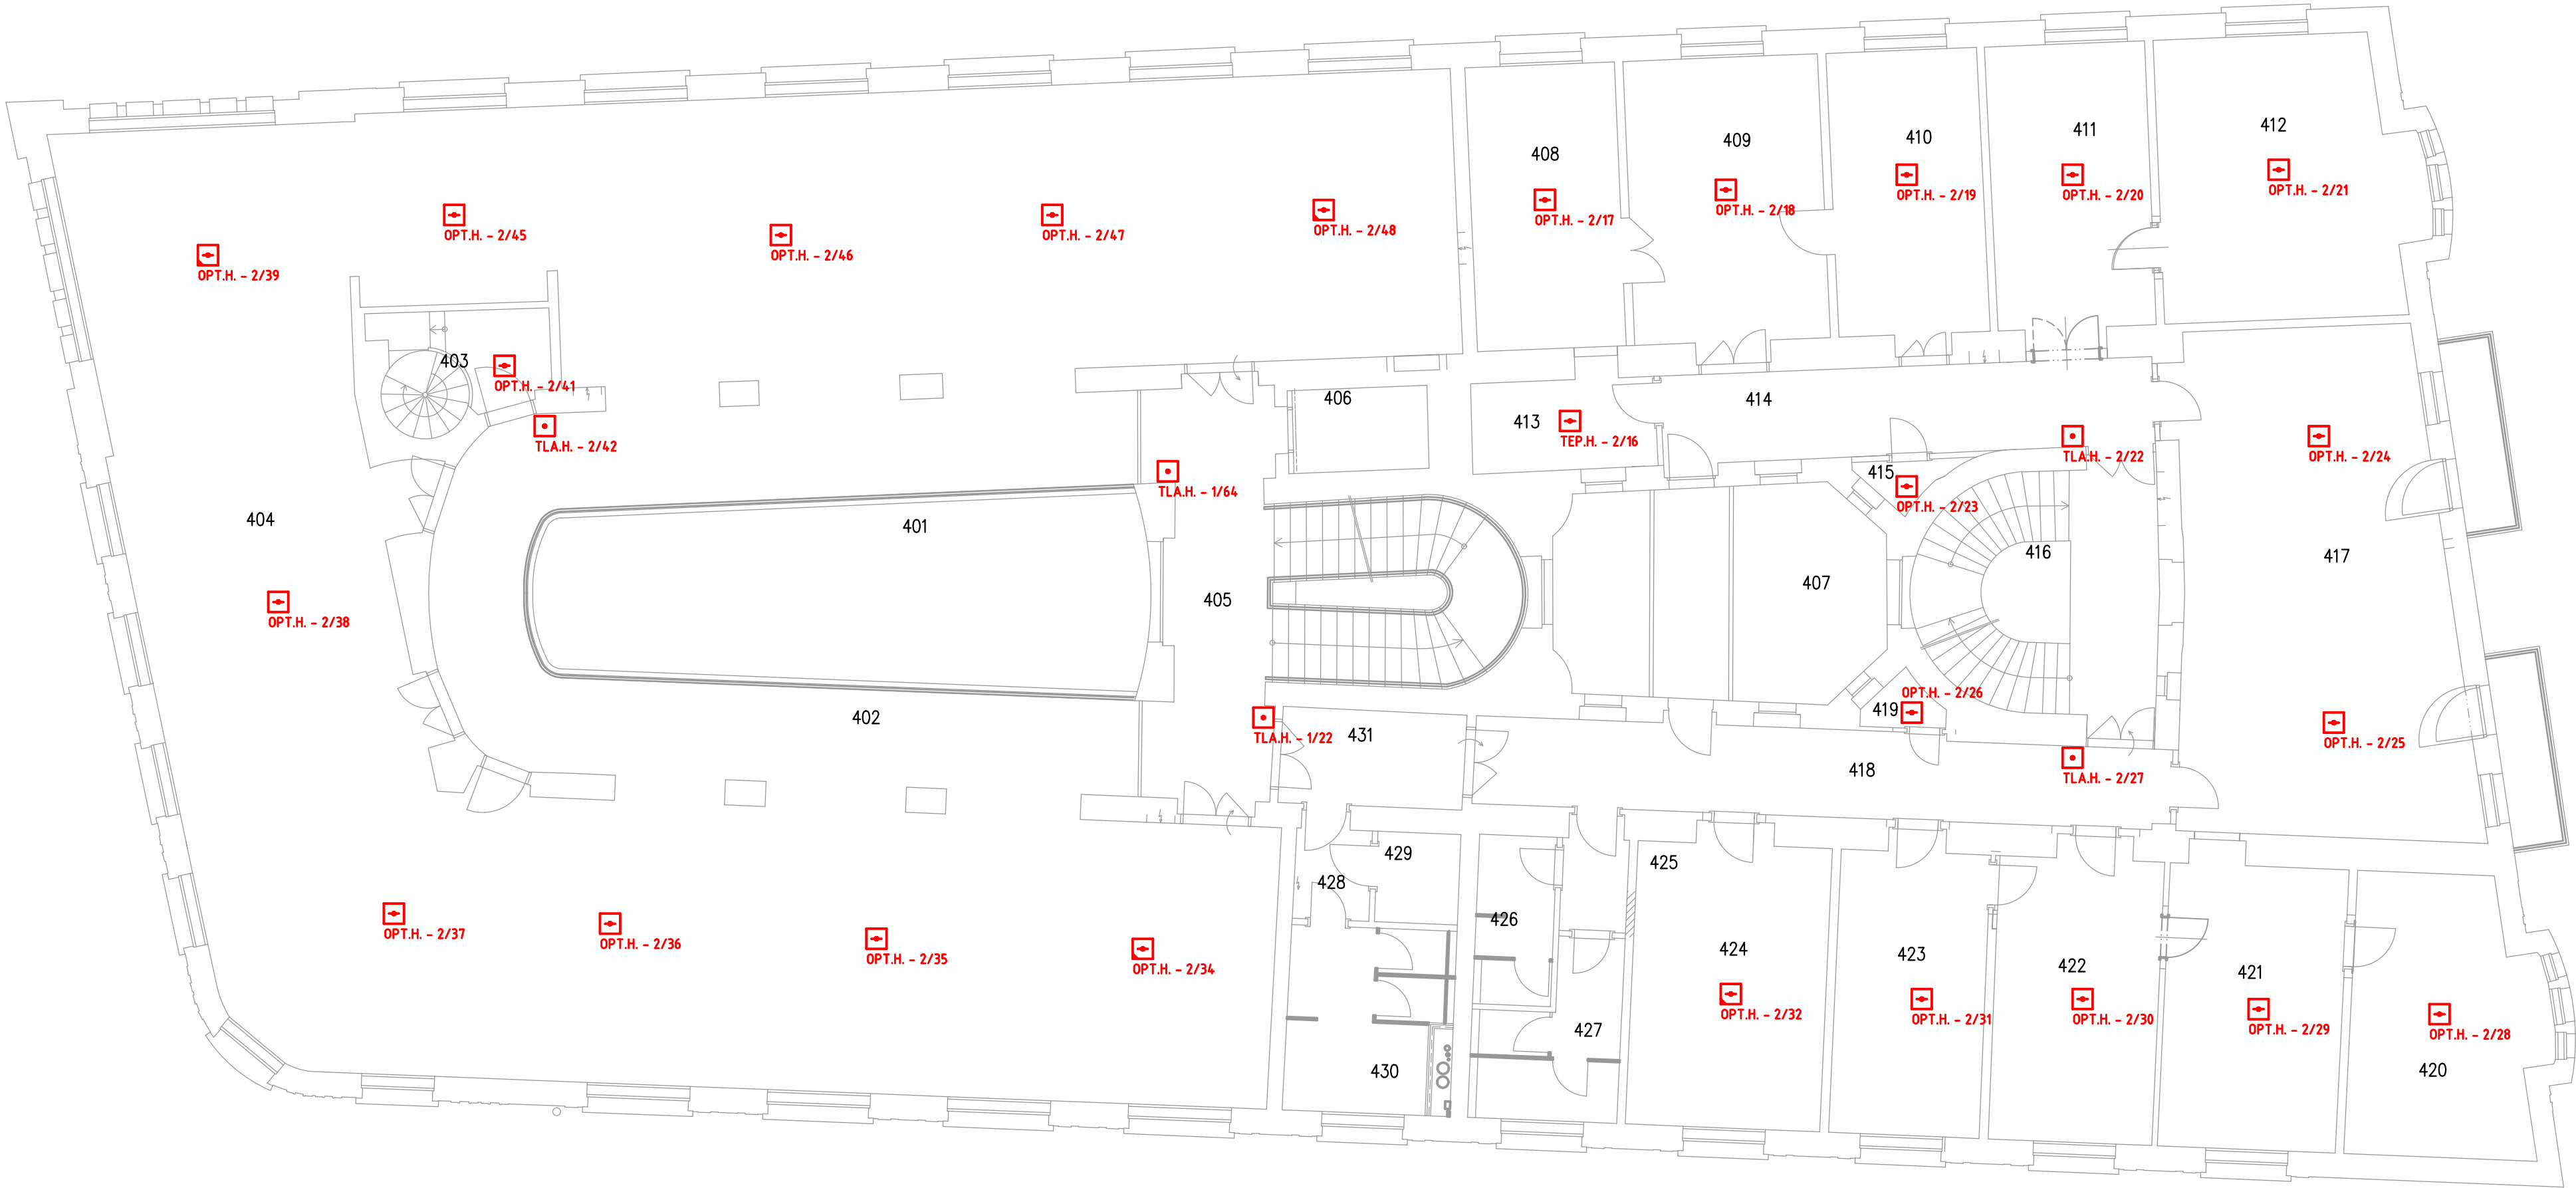 412
411
410
409
408
OPT.H. - 2/21
OPT.H. - 2/20
OPT.H. - 2/19
OPT.H. - 2/18
OPT.H. - 2/17
OPT.H. - 2/48
OPT.H. - 2/47
OPT.H. - 2/46
OPT.H. - 2/45
OPT.H. - 2/39
403
OPT.H. - 2/41
TLA.H. - 2/42
406
413
TEP.H. - 2/16
414
TLA.H. - 2/22
OPT.H. - 2/24
415
OPT.H. - 2/23
TLA.H. - 1/64
404
401
405
407
416
417
OPT.H. - 2/38
402
TLA.H. - 1/22
431
OPT.H. - 2/26
419
418
TLA.H. - 2/27
OPT.H. - 2/25
429
428
425
426
424
423
422
421
OPT.H. - 2/37
OPT.H. - 2/36
OPT.H. - 2/35
OPT.H. - 2/34
OPT.H. - 2/32
OPT.H. - 2/31
OPT.H. - 2/30
OPT.H. - 2/29
OPT.H. - 2/28
427
430
420